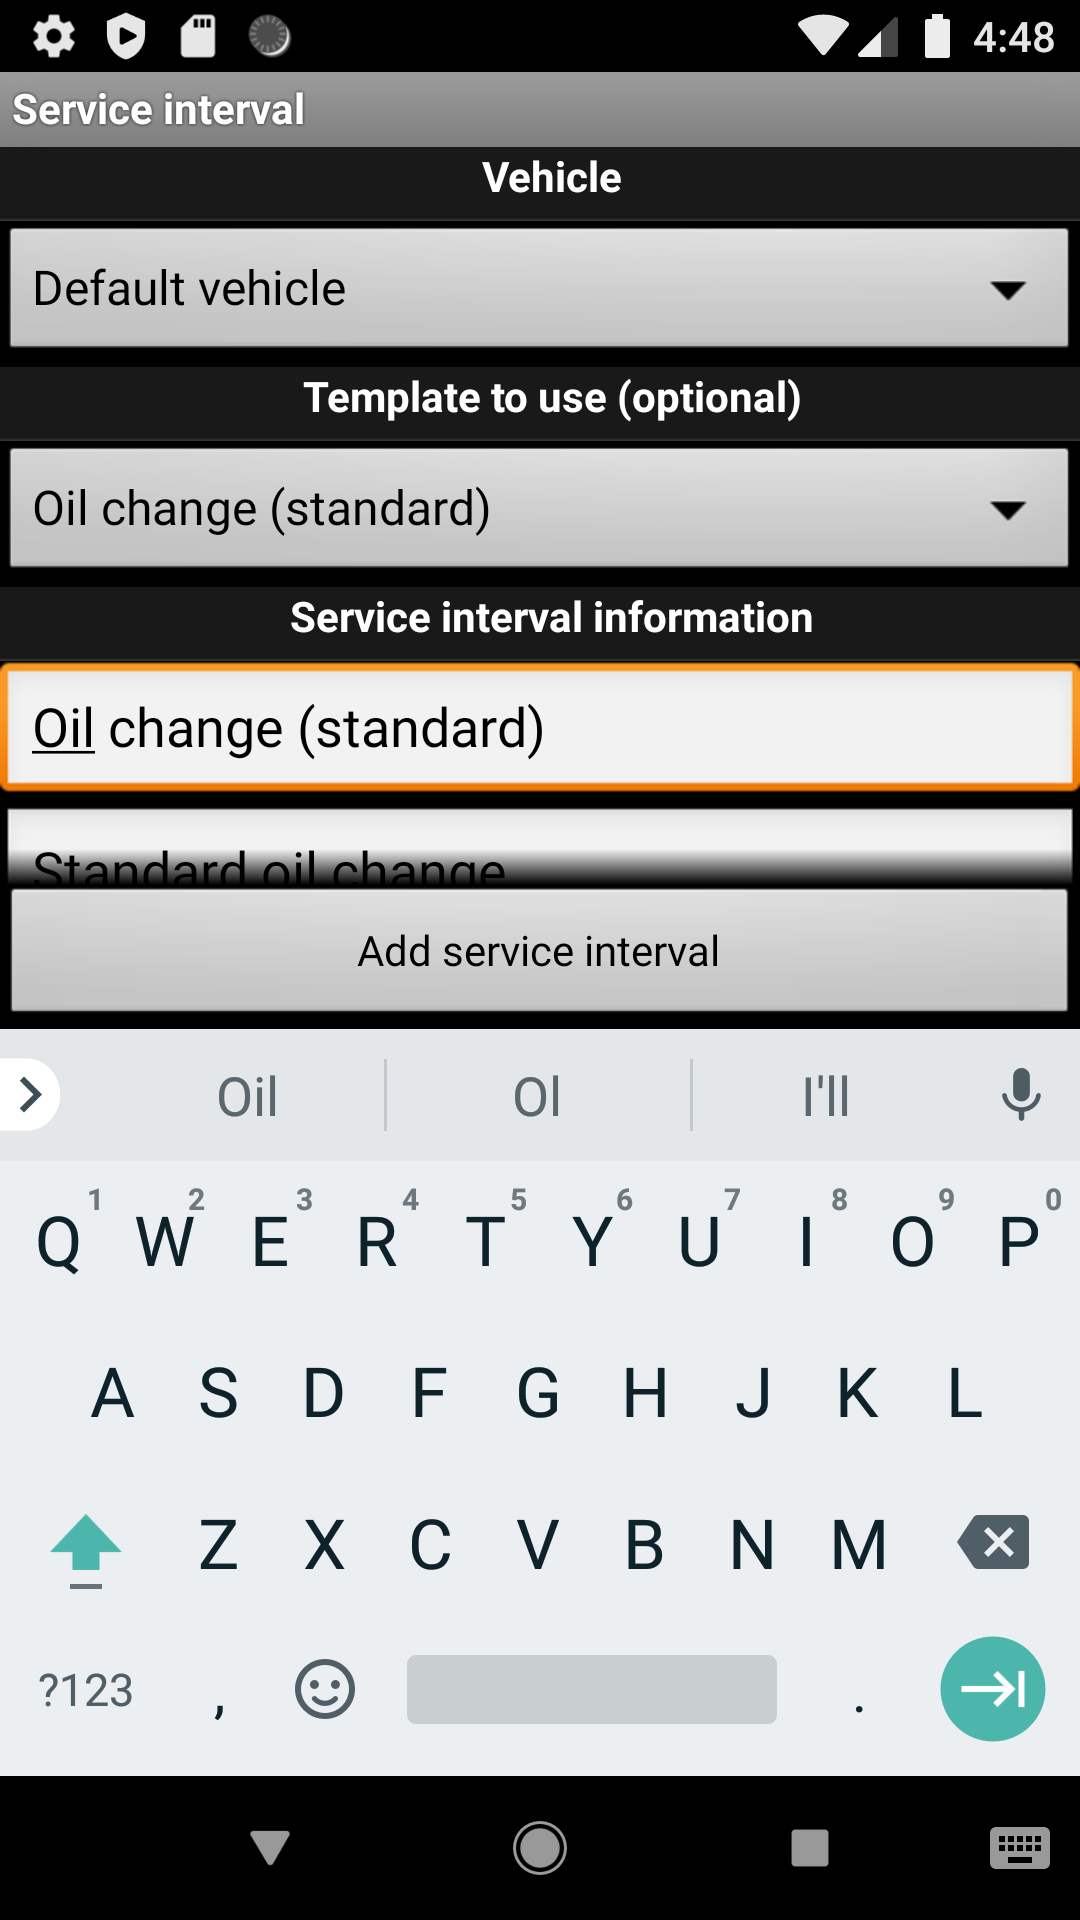 4:48
Service interval
Vehicle
Default vehicle
Template to use (optional)
Oil change (standard)
Service interval information
Oil change (standard)
Standard oil change
Add service interval
Oil Ol I'll
1 2 3 4 5 6 7 8 9 0
Q W E R T Y U I O P
A S D F G H J K L
Z X C V B N M
?123 , .